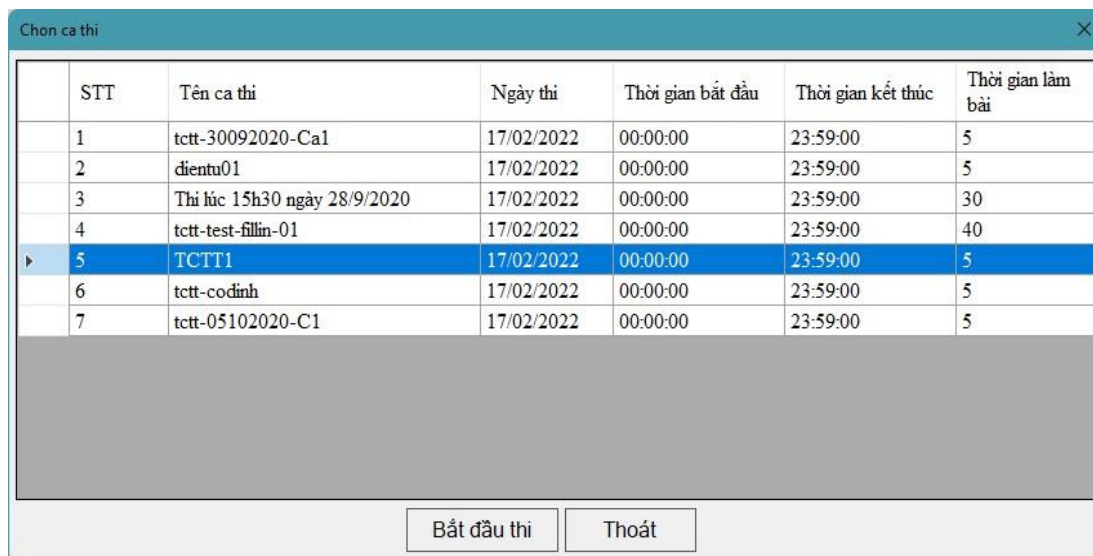 Chon ca thi
STT Tên ca thi Ngày thi Thời gian bắt đầu Thời gian kết thúc Thời gian làm bài
1 tctt-30092020-Ca1 17/02/2022 00:00:00 23:59:00 5
2 dientu01 17/02/2022 00:00:00 23:59:00 5
3 Thi lúc 15h30 ngày 28/9/2020 17/02/2022 00:00:00 23:59:00 30
4 tctt-test-fillin-01 17/02/2022 00:00:00 23:59:00 40
5 TCTT1 17/02/2022 00:00:00 23:59:00 5
6 tctt-codinh 17/02/2022 00:00:00 23:59:00 5
7 tctt-05102020-C1 17/02/2022 00:00:00 23:59:00 5
Bắt đầu thi Thoát